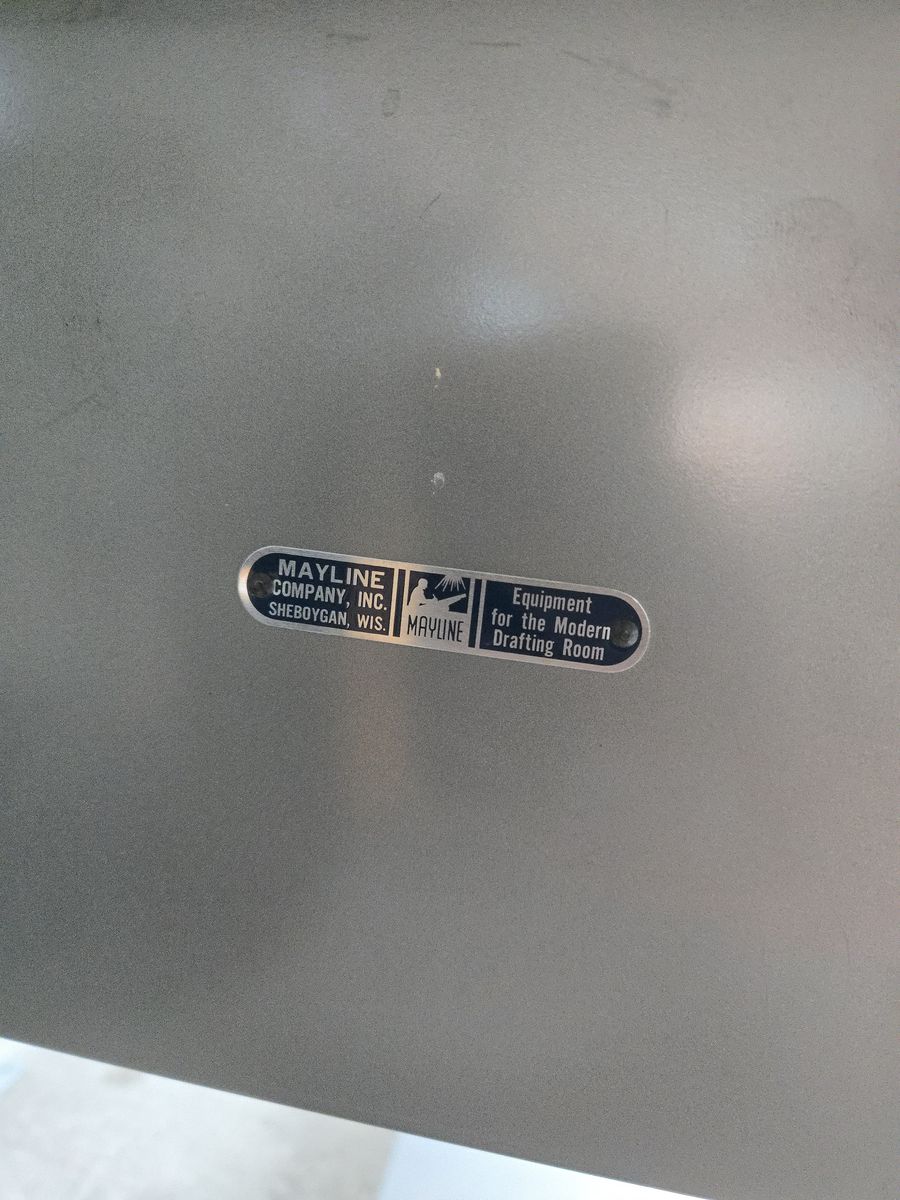 MAYLINE
COMPANY, INC.
SHEBOYGAN, WIS.
MAYLINE
Equipment
for the Modern
Drafting Room